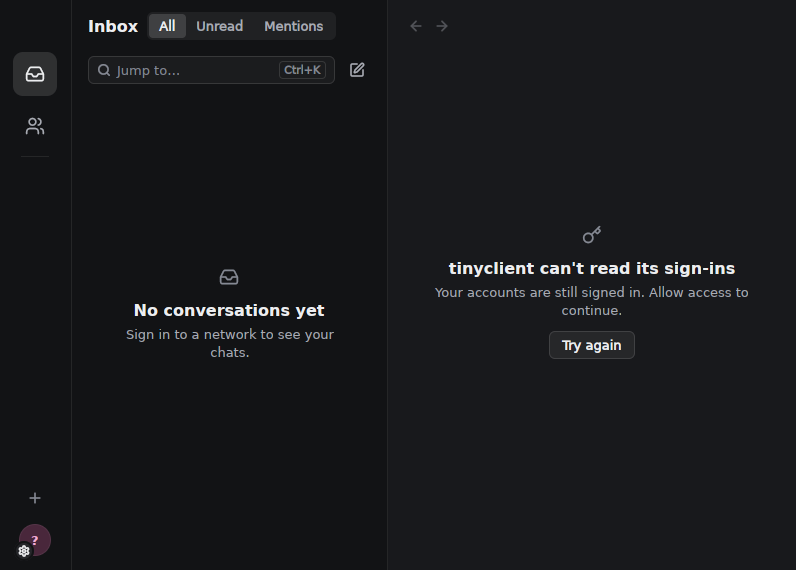 Inbox All Unread Mentions
Jump to... Ctrl+K
No conversations yet
Sign in to a network to see your
chats.
tinyclient can't read its sign-ins
Your accounts are still signed in. Allow access to
continue.
Try again
?